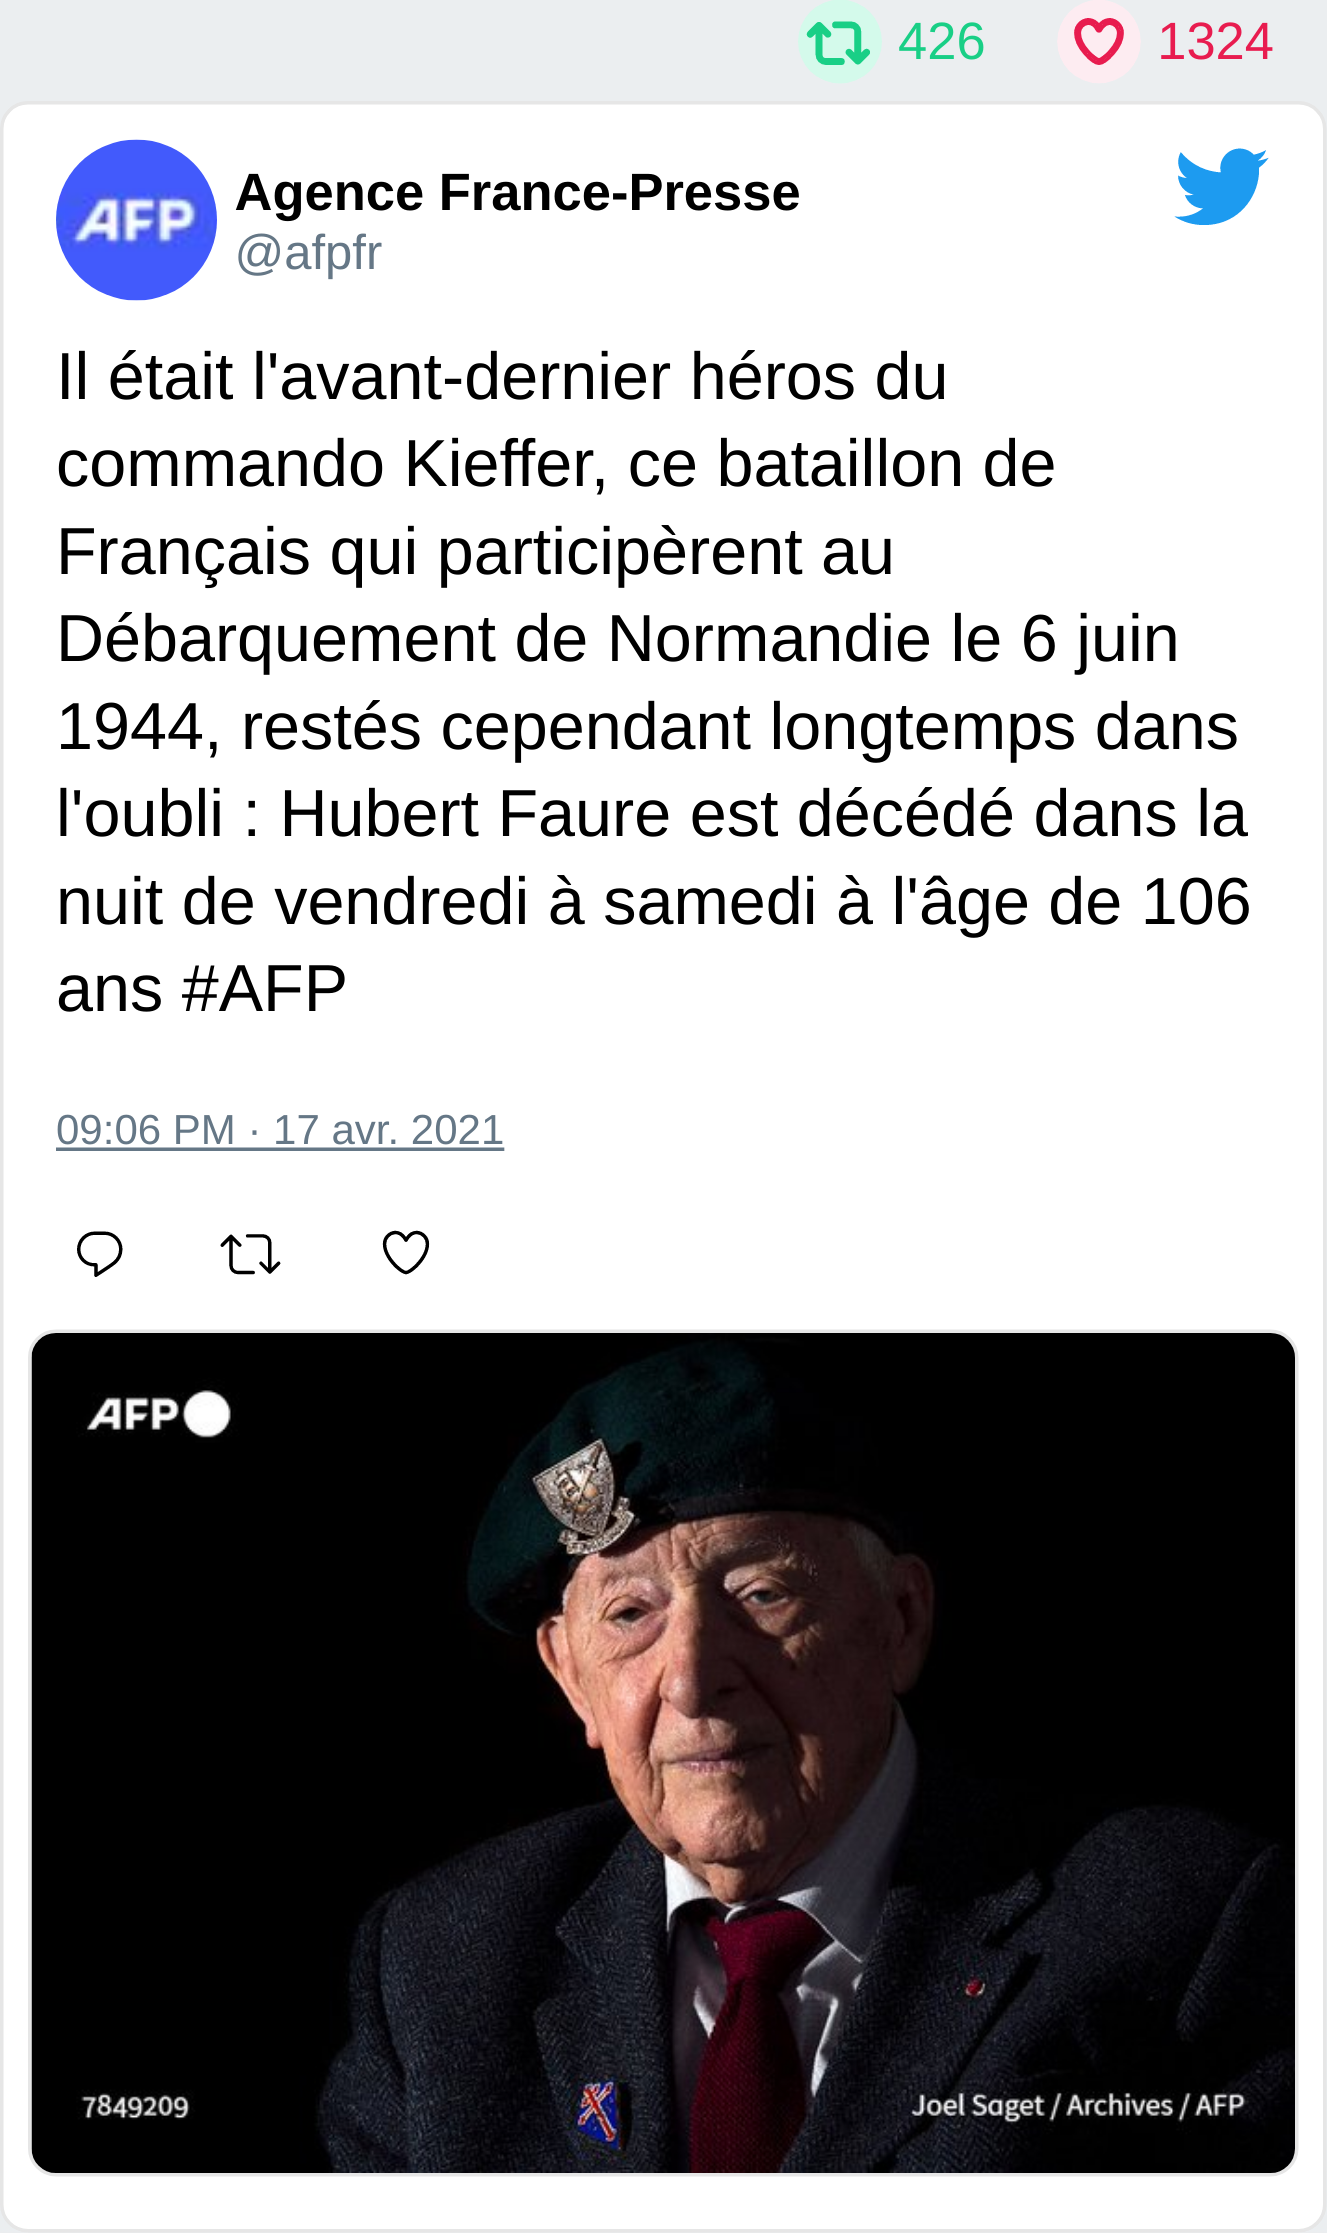 426 1324
AFP
Agence France-Presse
@afpfr
Il était l'avant-dernier héros du
commando Kieffer, ce bataillon de
Français qui participèrent au
Débarquement de Normandie le 6 juin
1944, restés cependant longtemps dans
l'oubli : Hubert Faure est décédé dans la
nuit de vendredi à samedi à l'âge de 106
ans #AFP
09:06 PM · 17 avr. 2021
AFP
7849209
Joel Saget / Archives / AFP